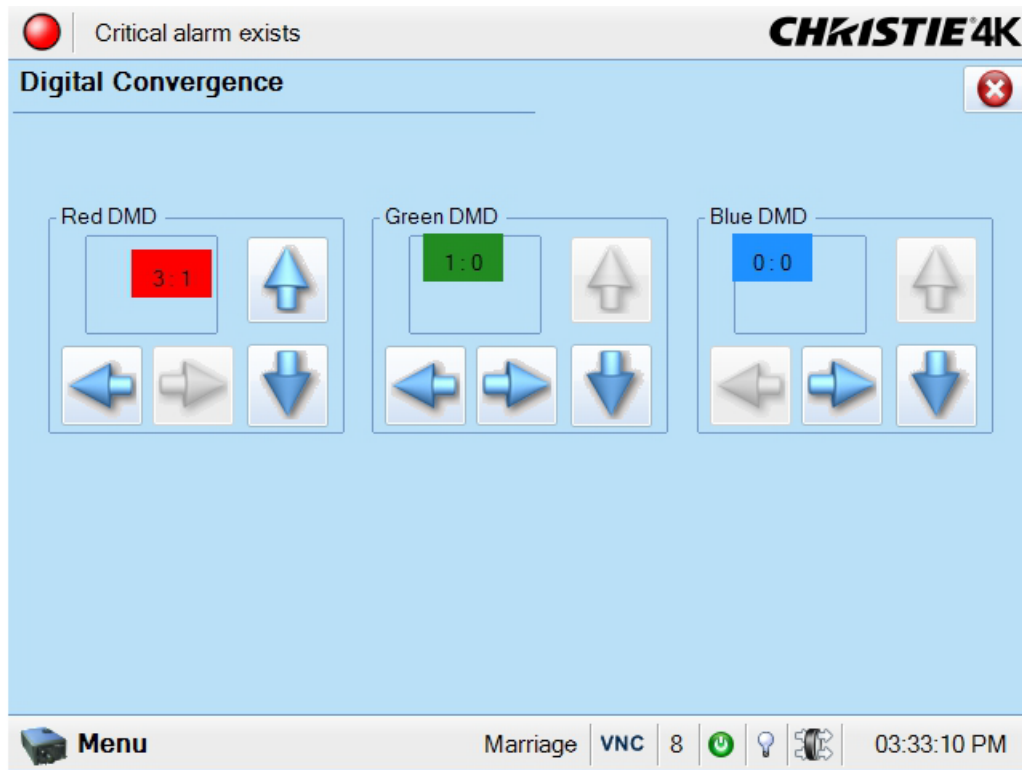 Critical alarm exists
CHRISTIE 4K
Digital Convergence
Red DMD
Green DMD
Blue DMD
3 : 1
1 : 0
0 : 0
Menu
Marriage
VNC
8
03:33:10 PM